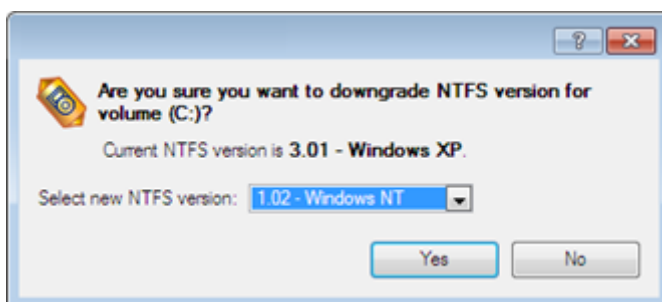 Are you sure you want to downgrade NTFS version for
volume (C:)?
Current NTFS version is 3.01 - Windows XP.
Select new NTFS version: 1.02 - Windows NT
Yes No